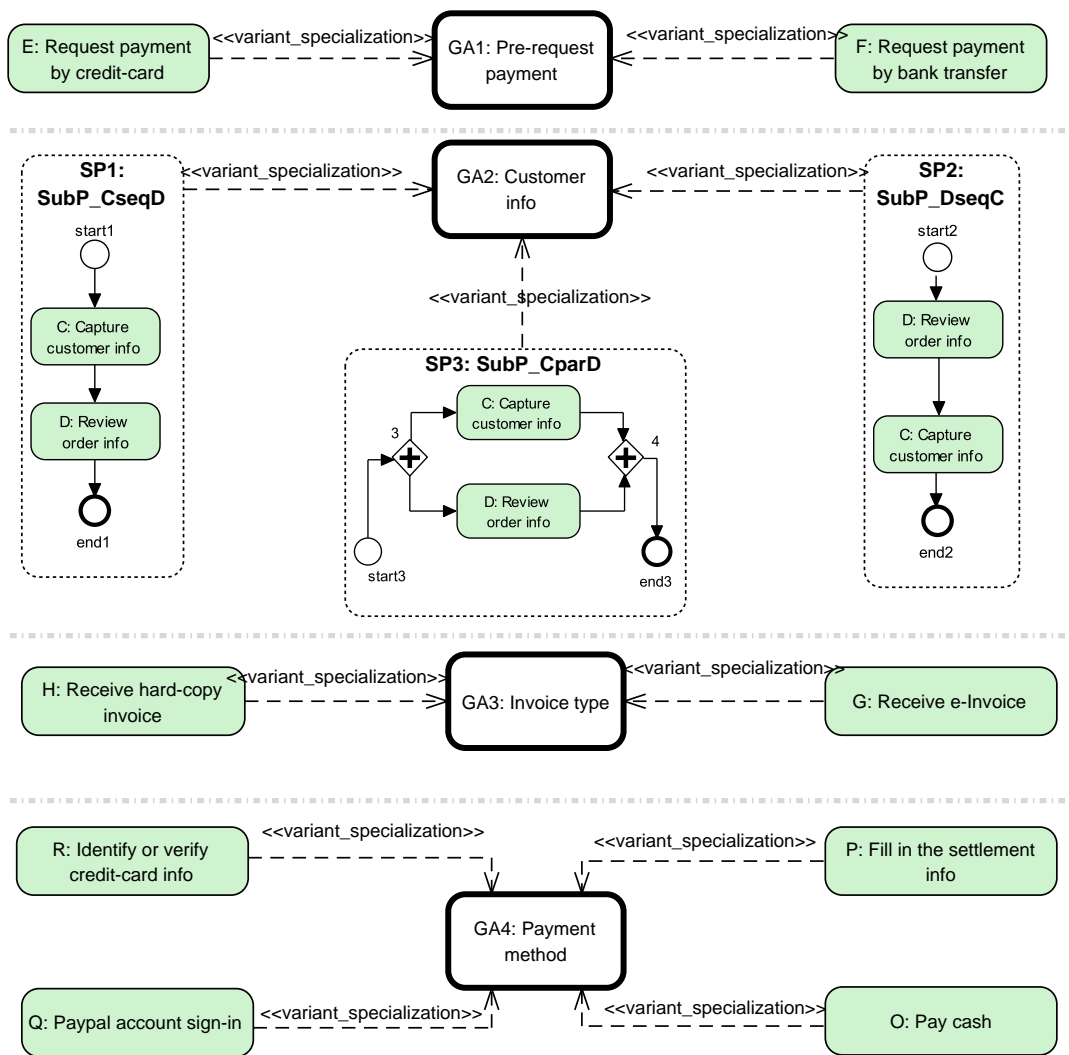 E: Request payment
by credit-card
<<variant_specialization>>
GA1: Pre-request
payment
<<variant_specialization>>
F: Request payment
by bank transfer
SP1:
SubP_CseqD
start1
C: Capture
customer info
D: Review
order info
end1
<<variant_specialization>>
GA2: Customer
info
<<variant_specialization>>
SP2:
SubP_DseqC
start2
D: Review
order info
C: Capture
customer info
end2
<<variant_specialization>>
SP3: SubP_CparD
3
C: Capture
customer info
4
D: Review
order info
start3
end3
H: Receive hard-copy
invoice
<<variant_specialization>>
GA3: Invoice type
<<variant_specialization>>
G: Receive e-Invoice
R: Identify or verify
credit-card info
<<variant_specialization>>
<<variant_specialization>>
P: Fill in the settlement
info
GA4: Payment
method
Q: Paypal account sign-in
<<variant_specialization>>
<<variant_specialization>>
O: Pay cash